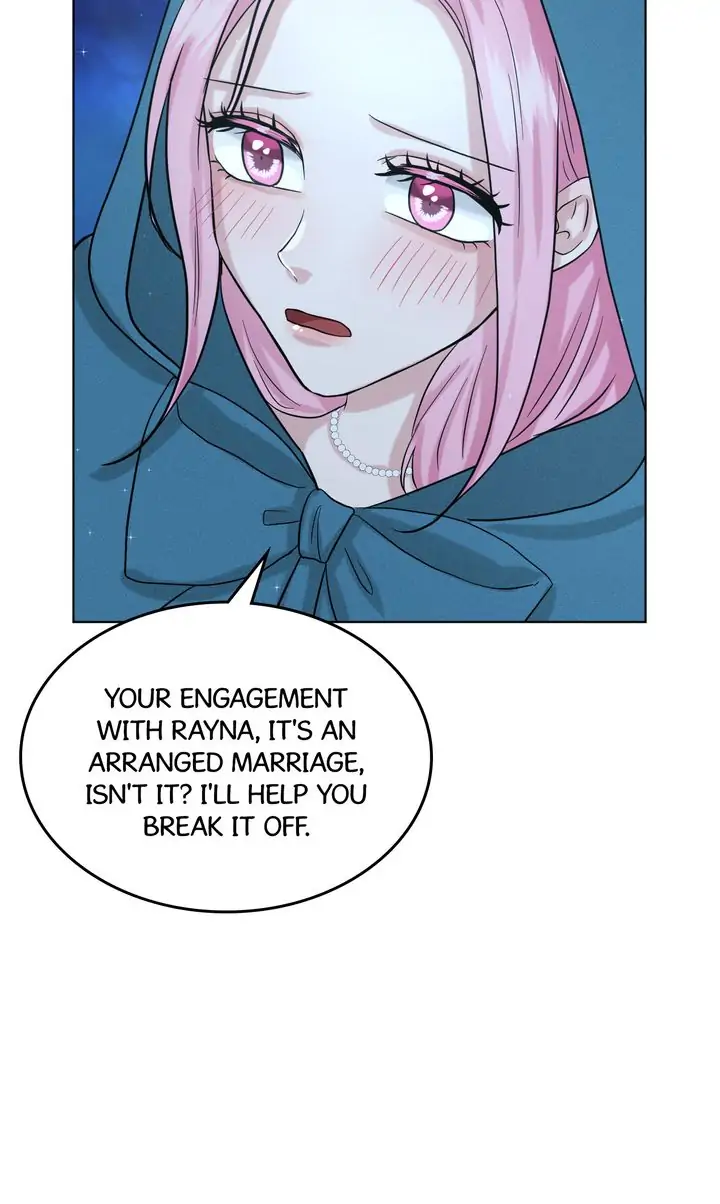 YOUR ENGAGEMENT
WITH RAYNA, IT'S AN
ARRANGED MARRIAGE,
ISN'T IT? I'LL HELP YOU
BREAK IT OFF.